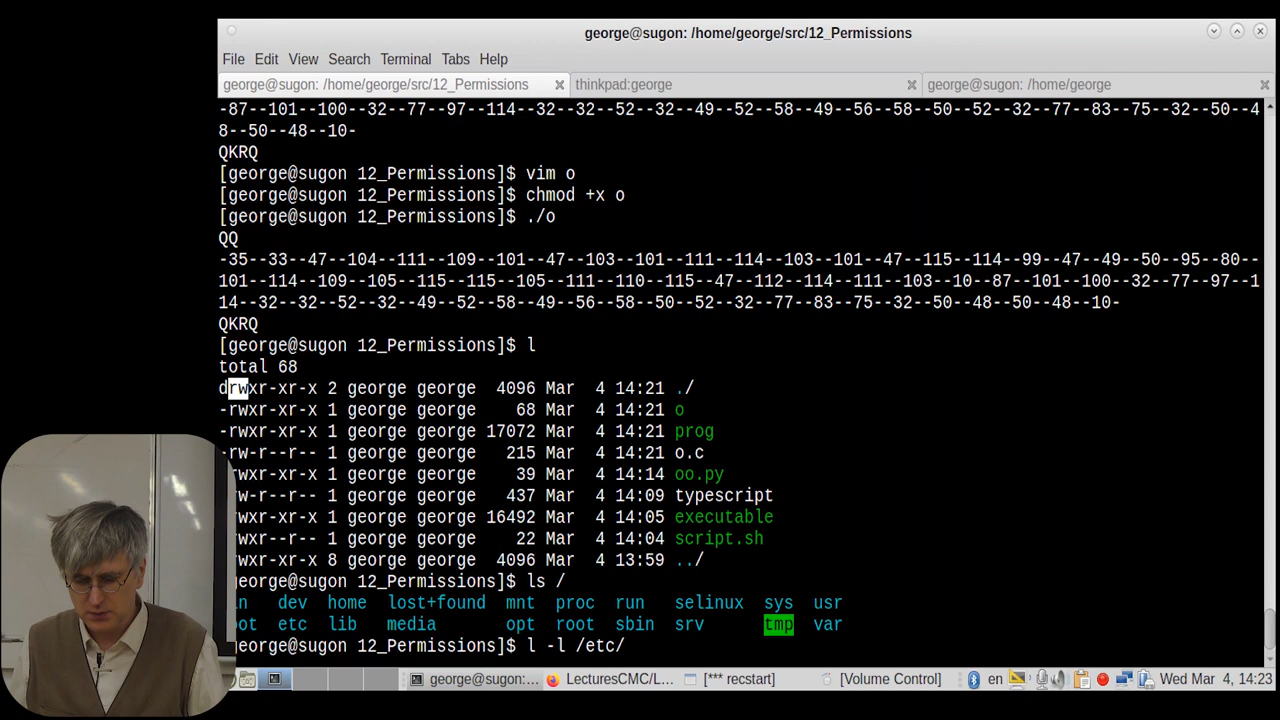 george@sugon: /home/george/src/12_Permissions
File Edit View Search Terminal Tabs Help
george@sugon: /home/george/src/12_Permissions thinkpad:george george@sugon: /home/george
-87--101--100--32--77--97--114--32--32--52--32--49--52--58--49--56--58--50--52--32--77--83--75--32--50--4
8--50--48--10-
QKRQ
[george@sugon 12_Permissions]$ vim o
[george@sugon 12_Permissions]$ chmod +x o
[george@sugon 12_Permissions]$ ./o
QQ
-35--33--47--104--111--109--101--47--103--101--111--114--103--101--47--115--114--99--47--49--50--95--80--
101--114--109--105--115--115--105--111--110--115--47--112--114--111--103--10--87--101--100--32--77--97--1
14--32--32--52--32--49--52--58--49--56--58--50--52--32--77--83--75--32--50--48--50--48--10-
QKRQ
[george@sugon 12_Permissions]$ l
total 68
drwxr-xr-x 2 george george 4096 Mar 4 14:21 ./
-rwxr-xr-x 1 george george 68 Mar 4 14:21 o
-rwxr-xr-x 1 george george 17072 Mar 4 14:21 prog
-rw-r--r-- 1 george george 215 Mar 4 14:21 o.c
rwxr-xr-x 1 george george 39 Mar 4 14:14 oo.py
rw-r--r-- 1 george george 437 Mar 4 14:09 typescript
rwxr-xr-x 1 george george 16492 Mar 4 14:05 executable
rwxr--r-- 1 george george 22 Mar 4 14:04 script.sh
rwxr-xr-x 8 george george 4096 Mar 4 13:59 ../
george@sugon 12_Permissions]$ ls /
in dev home lost+found mnt proc run selinux sys usr
oot etc lib media opt root sbin srv tmp var
george@sugon 12_Permissions]$ l -l /etc/
george@sugon:... LecturesCMC/L... [*** recstart] [Volume Control] en Wed Mar 4, 14:23